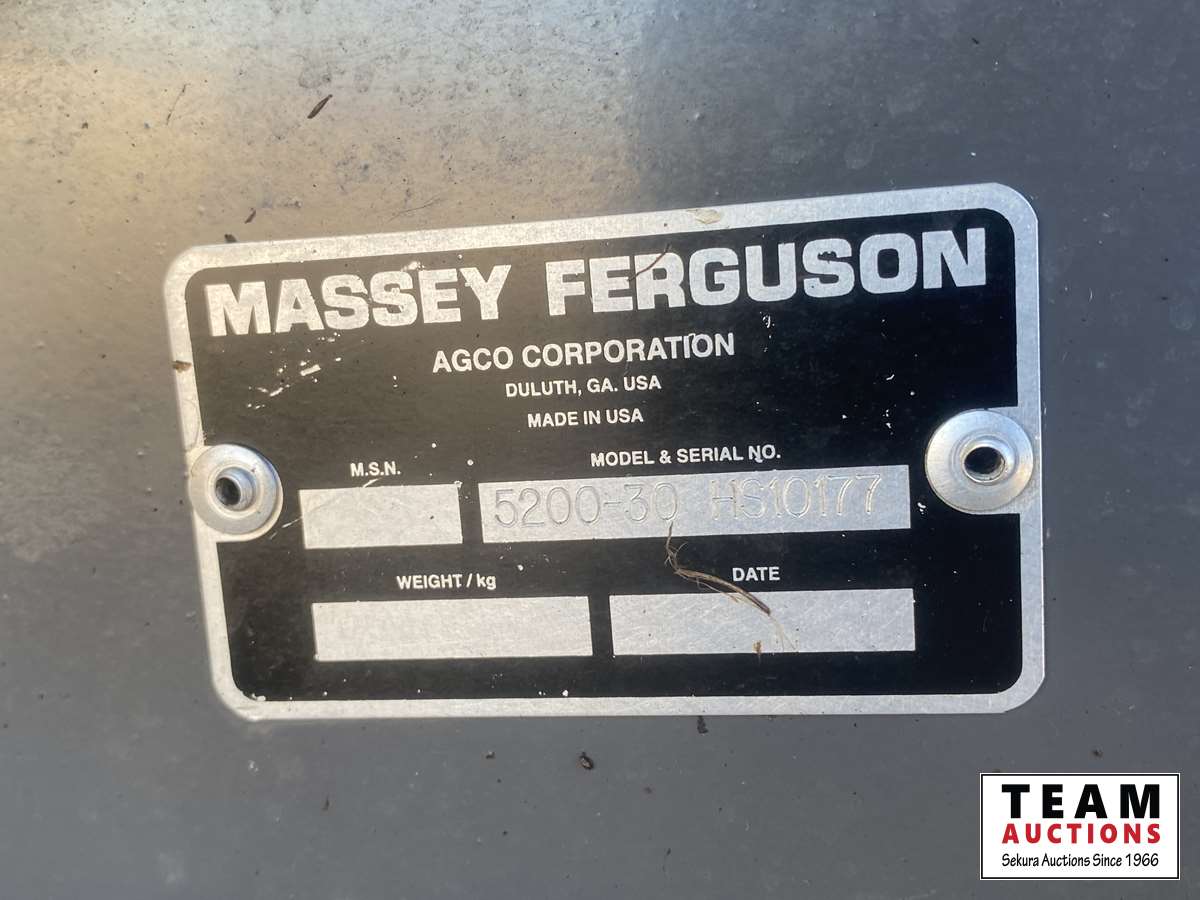 MASSEY FERGUSON
AGCO CORPORATION
DULUTH, GA. USA
MADE IN USA
M.S.N.
MODEL & SERIAL NO.
5200-30 HS10177
WEIGHT / kg
DATE
TEAM
AUCTIONS
Sekura Auctions Since 1966